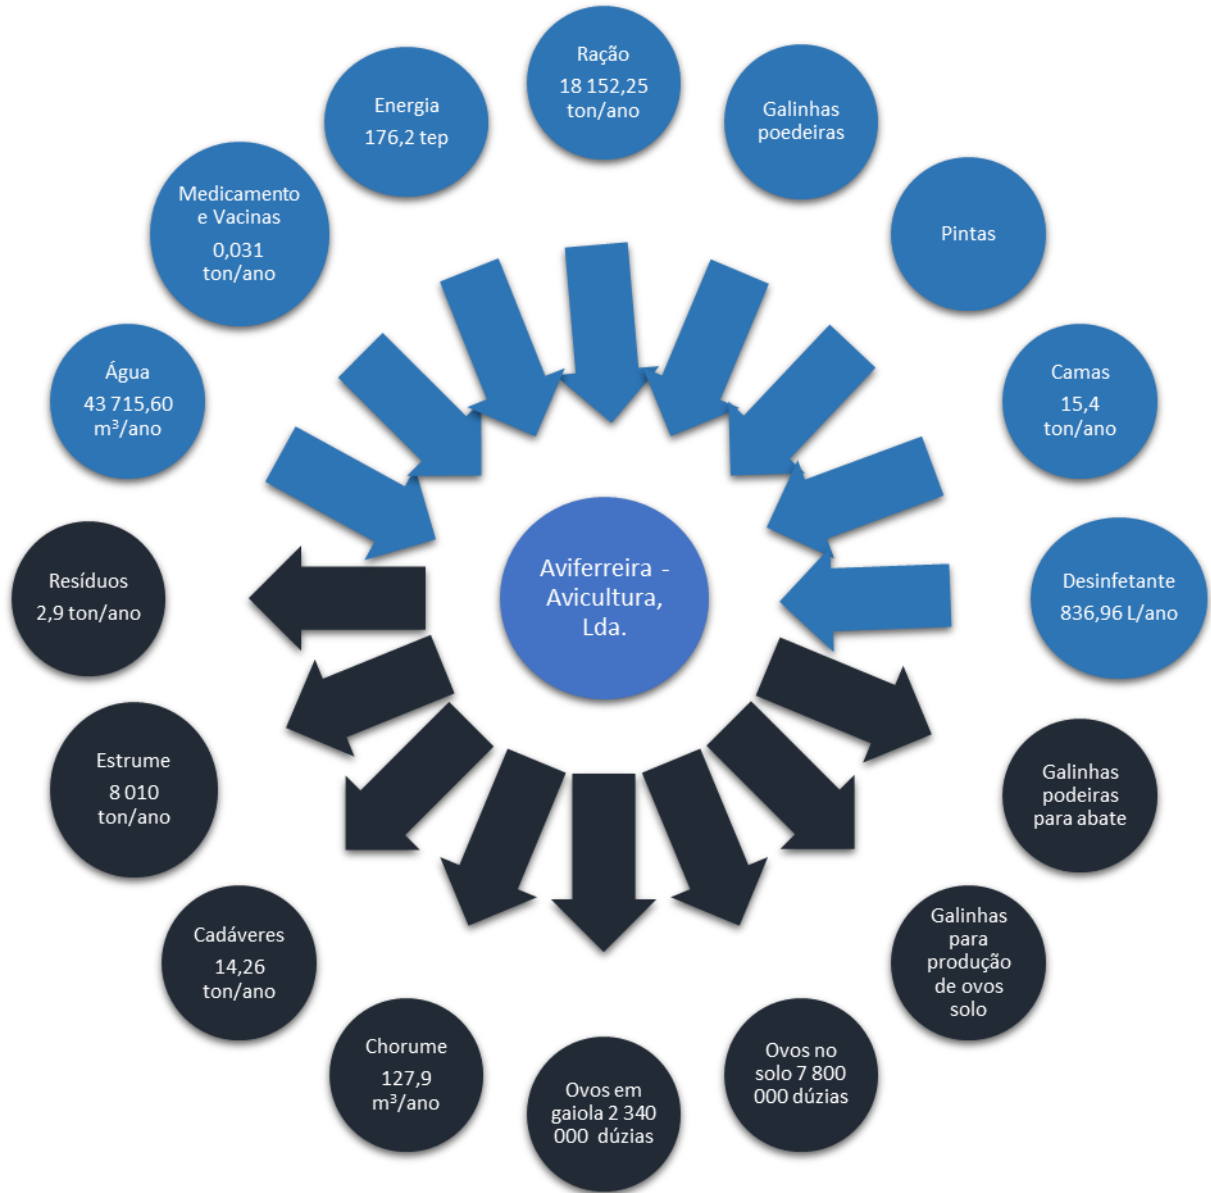 Ração
18 152,25
ton/ano
Galinhas
poedeiras
Pintas
Camas
15,4
ton/ano
Desinfetante
836,96 L/ano
Galinhas
podeiras
para abate
Galinhas
para
produção
de ovos
solo
Ovos no
solo 7 800
000 dúzias
Ovos em
gaiola 2 340
000 dúzias
Chorume
127,9
m³/ano
Cadáveres
14,26
ton/ano
Estrume
8 010
ton/ano
Resíduos
2,9 ton/ano
Água
43 715,60
m³/ano
Medicamento
e Vacinas
0,031
ton/ano
Energia
176,2 tep
Aviferreira -
Avicultura,
Lda.